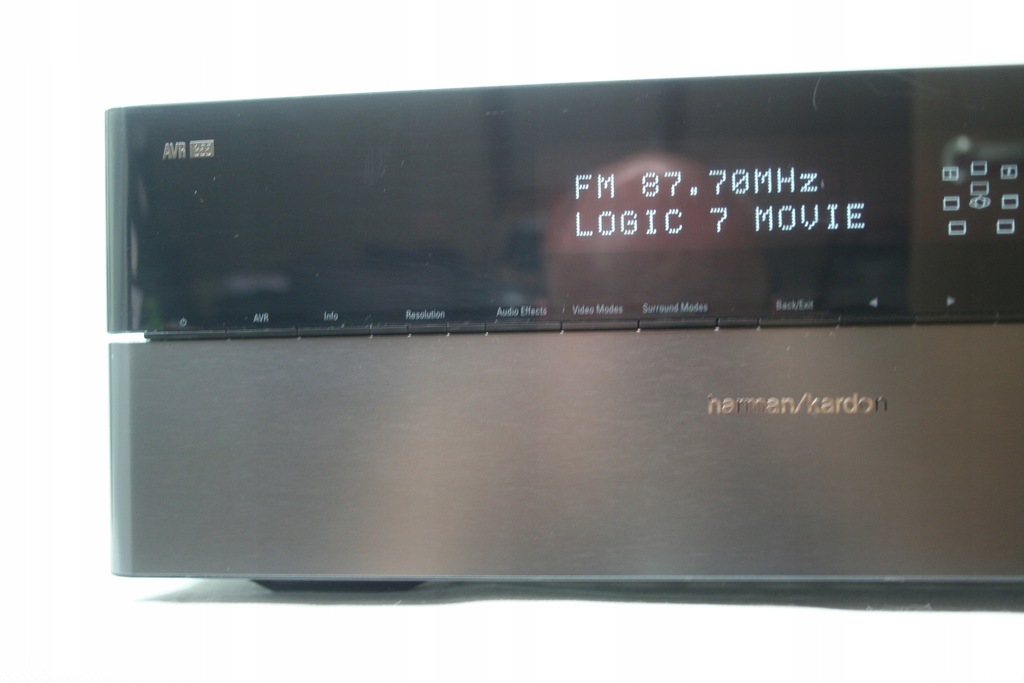 AVR 255
FM 87.70MHz
LOGIC 7 MOVIE
AVR Info Resolution Audio Effects Video Modes Surround Modes Back/Exit
harman/kardon